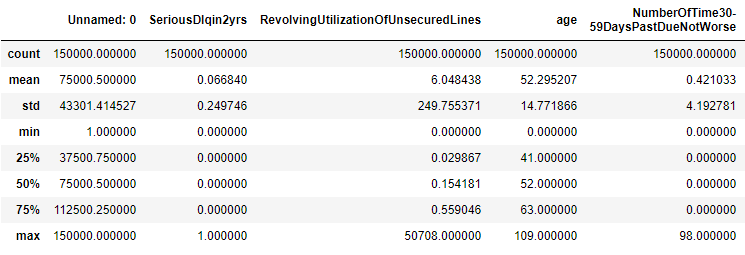 Unnamed: 0 SeriousDlqin2yrs RevolvingUtilizationOfUnsecuredLines age NumberOfTime30-
59DaysPastDueNotWorse
count 150000.000000 150000.000000 150000.000000 150000.000000 150000.000000
mean 75000.500000 0.066840 6.048438 52.295207 0.421033
std 43301.414527 0.249746 249.755371 14.771866 4.192781
min 1.000000 0.000000 0.000000 0.000000 0.000000
25% 37500.750000 0.000000 0.029867 41.000000 0.000000
50% 75000.500000 0.000000 0.154181 52.000000 0.000000
75% 112500.250000 0.000000 0.559046 63.000000 0.000000
max 150000.000000 1.000000 50708.000000 109.000000 98.000000